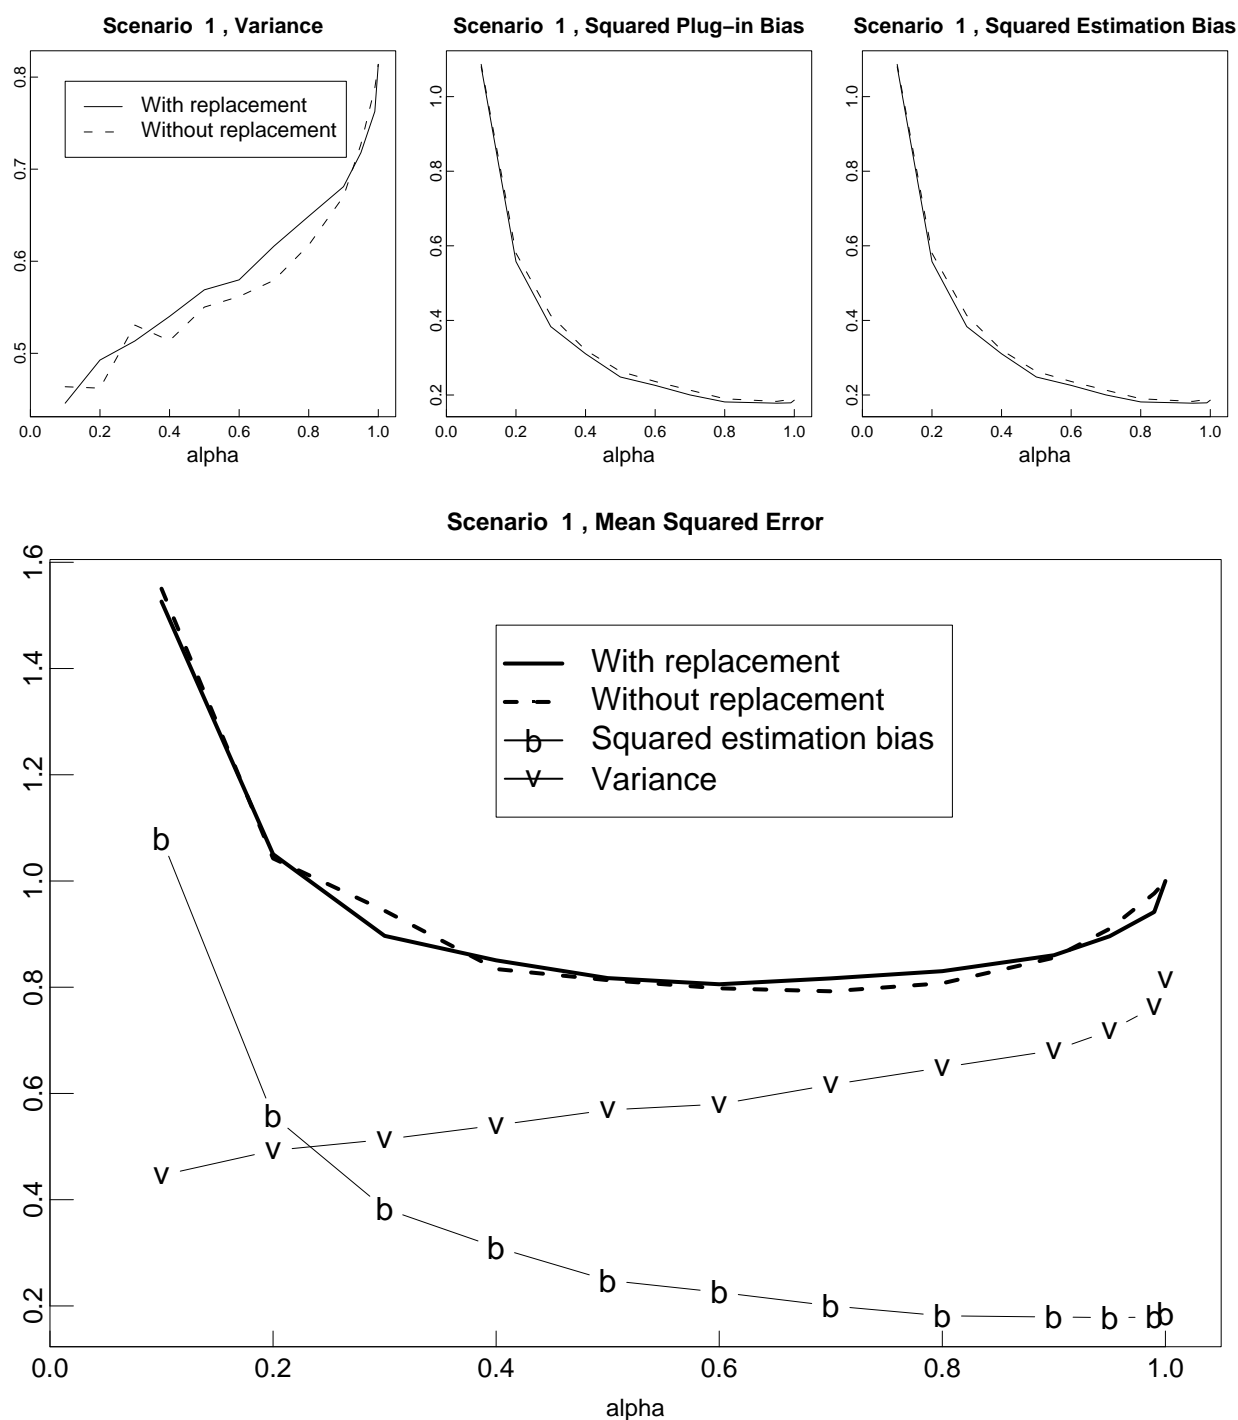 Scenario 1 , Variance
0.5 0.6 0.7 0.8
With replacement
Without replacement
0.0 0.2 0.4 0.6 0.8 1.0
alpha
Scenario 1 , Squared Plug−in Bias
0.2 0.4 0.6 0.8 1.0
0.0 0.2 0.4 0.6 0.8 1.0
alpha
Scenario 1 , Squared Estimation Bias
0.2 0.4 0.6 0.8 1.0
0.0 0.2 0.4 0.6 0.8 1.0
alpha
Scenario 1 , Mean Squared Error
0.2 0.4 0.6 0.8 1.0 1.2 1.4 1.6
With replacement
Without replacement
b Squared estimation bias
v Variance
b b b b b b b b b b b b
v v v v v v v v v v v v
0.0 0.2 0.4 0.6 0.8 1.0
alpha